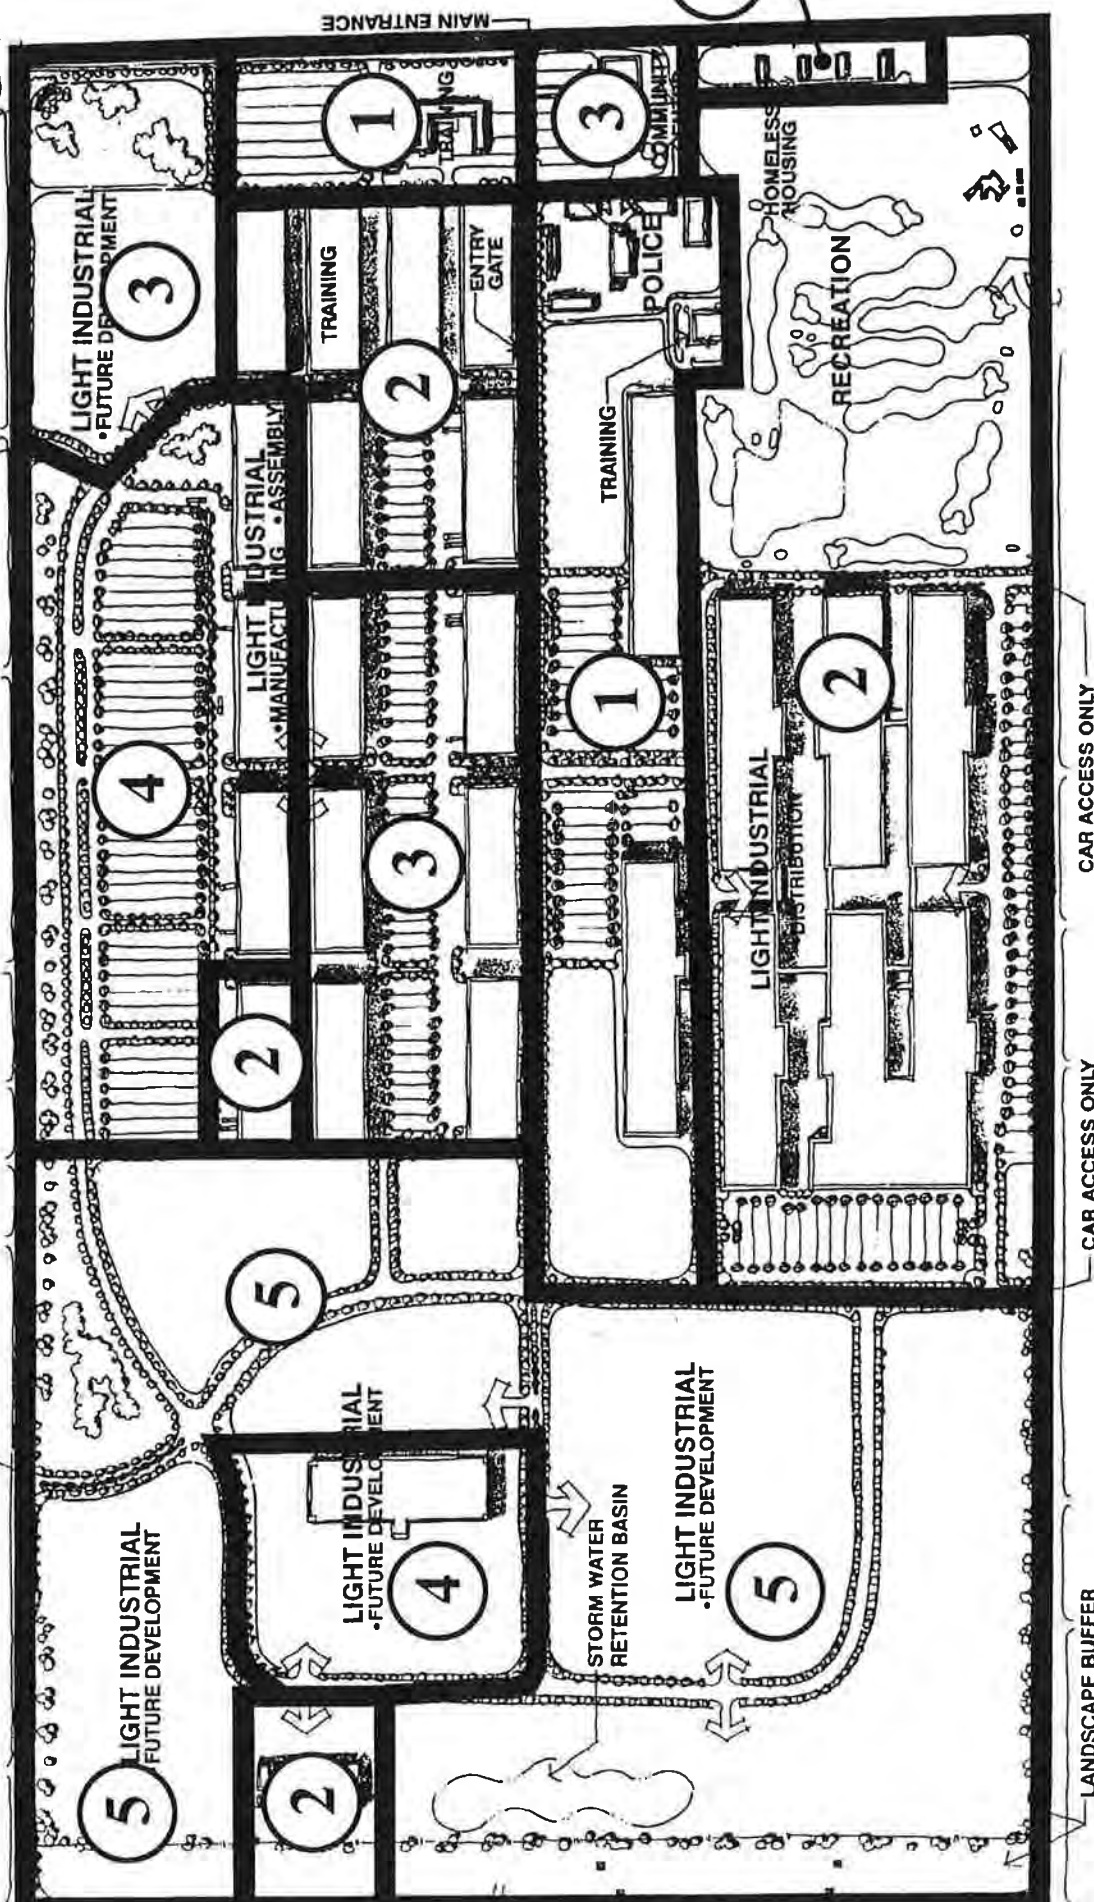 MAIN ENTRANCE
LIGHT INDUSTRIAL
•FUTURE DEVELOPMENT
3
1
TRAINING
3
HOMELESS
HOUSING
TRAINING
ENTRY
GATE
2
POLICE
TRAINING
RECREATION
LIGHT INDUSTRIAL
•MANUFACTURING •ASSEMBLY
4
3
2
1
2
LIGHT INDUSTRIAL
DISTRIBUTION
CAR ACCESS ONLY
CAR ACCESS ONLY
5
LIGHT INDUSTRIAL
•FUTURE DEVELOPMENT
4
LIGHT INDUSTRIAL
FUTURE DEVELOPMENT
5
2
STORM WATER
RETENTION BASIN
LIGHT INDUSTRIAL
•FUTURE DEVELOPMENT
5
LANDSCAPE BUFFER